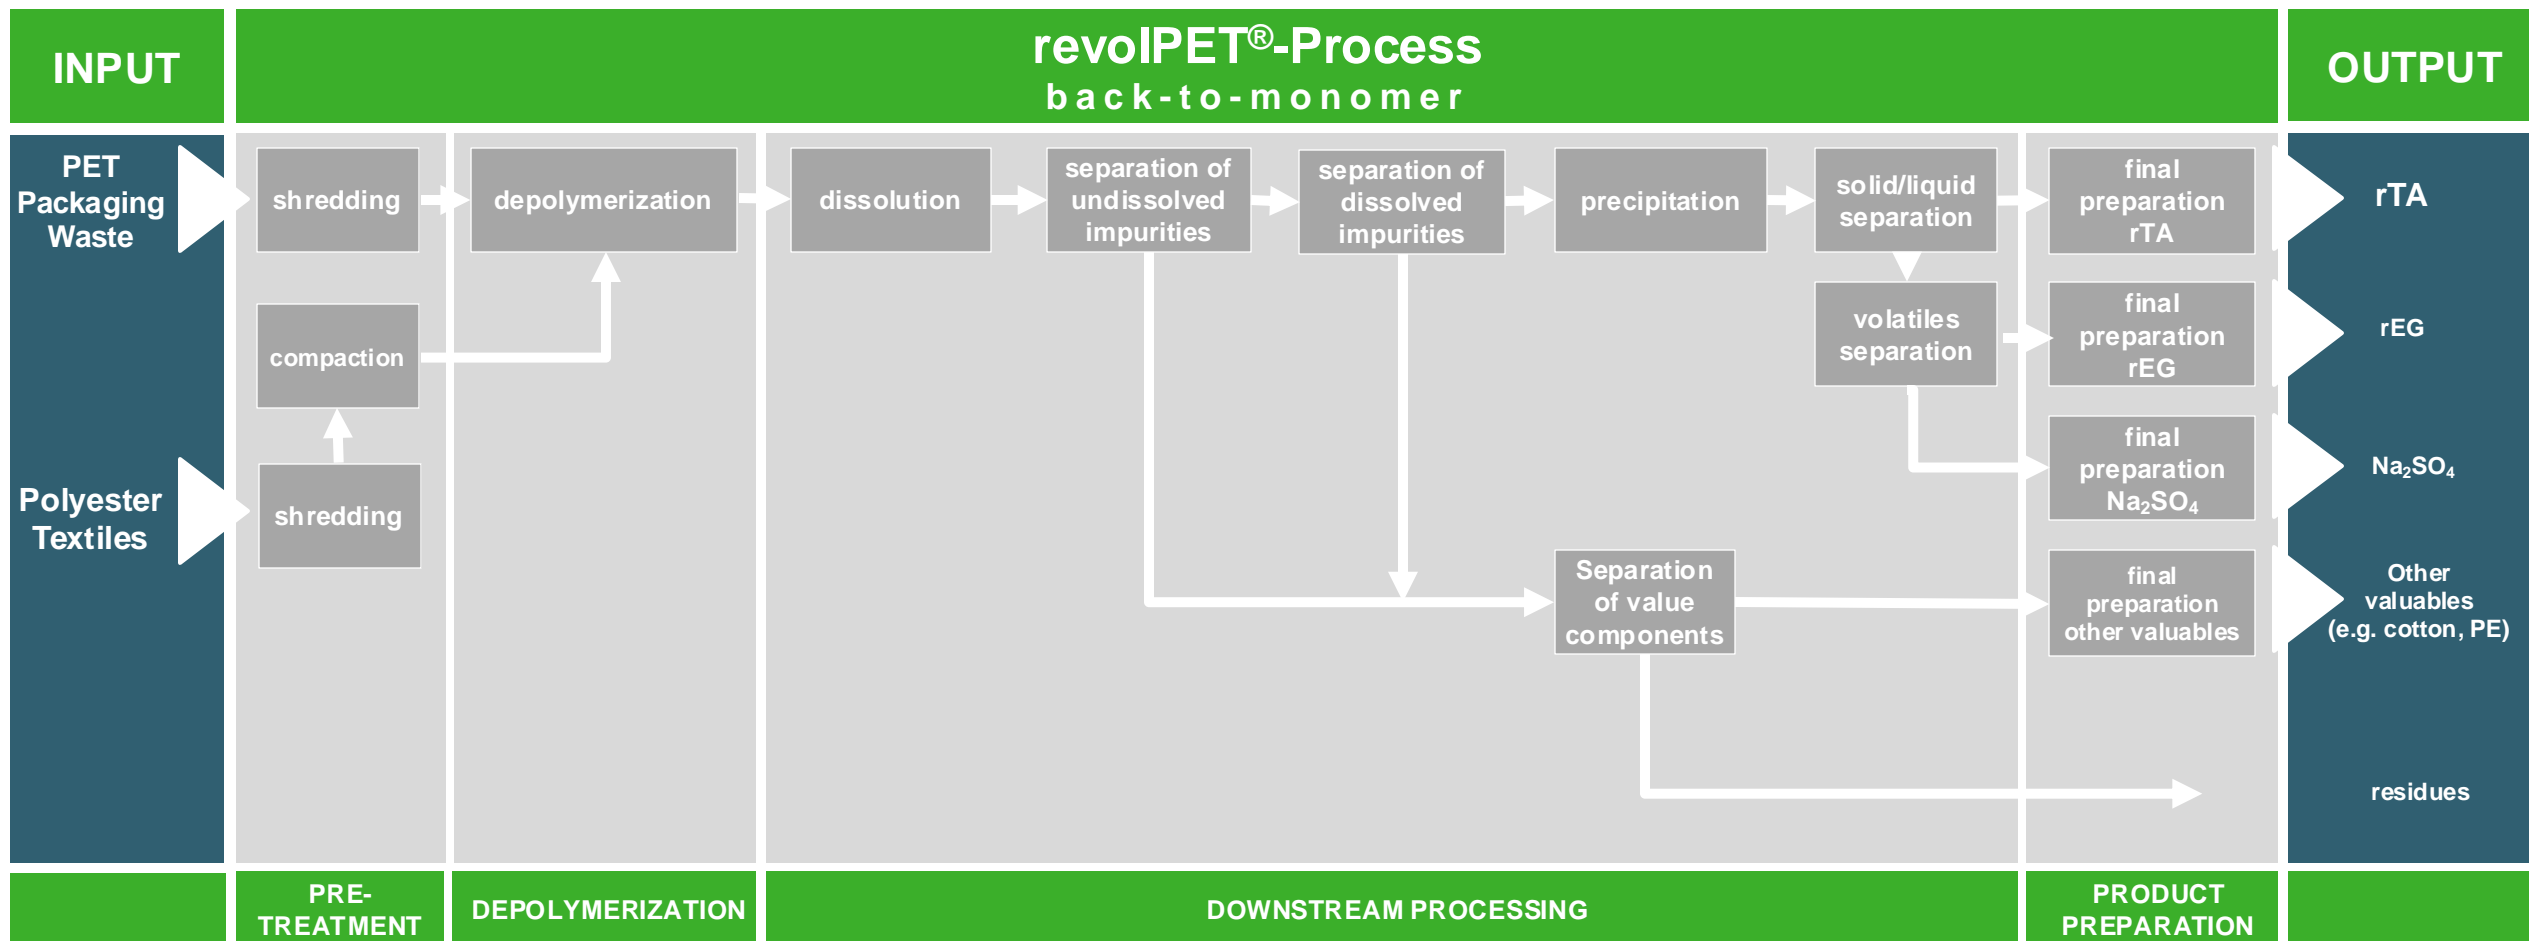 INPUT
revolPET®-Process
back-to-monomer
OUTPUT
PET
Packaging
Waste
shredding
depolymerization
dissolution
separation of
undissolved
impurities
separation of
dissolved
impurities
precipitation
solid/liquid
separation
final
preparation
rTA
rTA
compaction
volatiles
separation
final
preparation
rEG
rEG
Polyester
Textiles
shredding
final
preparation
Na₂SO₄
Na₂SO₄
Separation
of value
components
final
preparation
other valuables
Other
valuables
(e.g. cotton, PE)
residues
PRE-
TREATMENT
DEPOLYMERIZATION
DOWNSTREAM PROCESSING
PRODUCT
PREPARATION